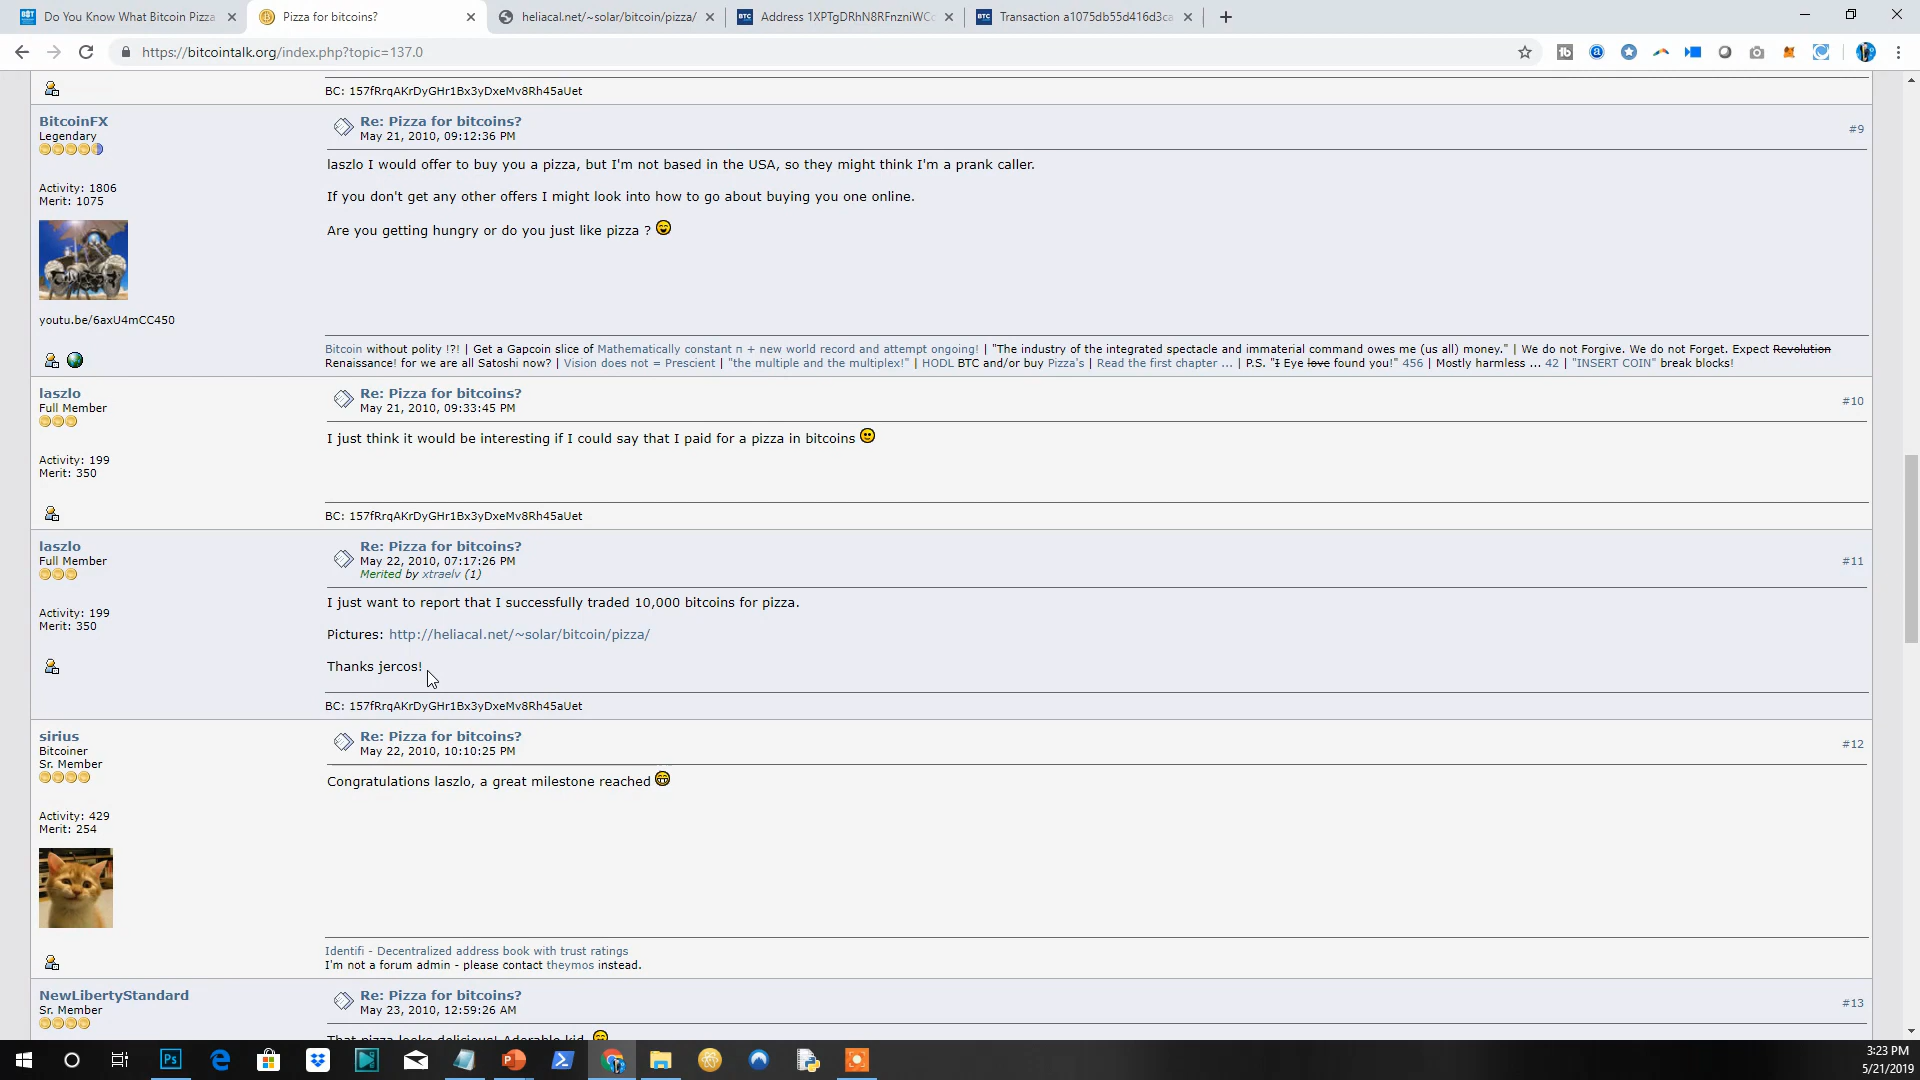 Do You Know What Bitcoin Pizza
Pizza for bitcoins?
heliacal.net/~solar/bitcoin/pizza/
Address 1XPTgDRhN8RFnzniWC
Transaction a1075db55d416d3ca
https://bitcointalk.org/index.php?topic=137.0
BC: 157fRrqAKrDyGHr1Bx3yDxeMv8Rh45aUet
BitcoinFX
Legendary
Activity: 1806
Merit: 1075
youtu.be/6axU4mCC450
Re: Pizza for bitcoins?
May 21, 2010, 09:12:36 PM
#9
laszlo I would offer to buy you a pizza, but I'm not based in the USA, so they might think I'm a prank caller.
If you don't get any other offers I might look into how to go about buying you one online.
Are you getting hungry or do you just like pizza ?
Bitcoin without polity !?! | Get a Gapcoin slice of Mathematically constant π + new world record and attempt ongoing! | "The industry of the integrated spectacle and immaterial command owes me (us all) money." | We do not Forgive. We do not Forget. Expect Revolution
Renaissance! for we are all Satoshi now? | Vision does not = Prescient | "the multiple and the multiplex!" | HODL BTC and/or buy Pizza's | Read the first chapter ... | P.S. "I Eye love found you!" 456 | Mostly harmless ... 42 | "INSERT COIN" break blocks!
laszlo
Full Member
Activity: 199
Merit: 350
Re: Pizza for bitcoins?
May 21, 2010, 09:33:45 PM
#10
I just think it would be interesting if I could say that I paid for a pizza in bitcoins
BC: 157fRrqAKrDyGHr1Bx3yDxeMv8Rh45aUet
laszlo
Full Member
Activity: 199
Merit: 350
Re: Pizza for bitcoins?
May 22, 2010, 07:17:26 PM
Merited by xtraelv (1)
#11
I just want to report that I successfully traded 10,000 bitcoins for pizza.
Pictures: http://heliacal.net/~solar/bitcoin/pizza/
Thanks jercos!
BC: 157fRrqAKrDyGHr1Bx3yDxeMv8Rh45aUet
sirius
Bitcoiner
Sr. Member
Activity: 429
Merit: 254
Re: Pizza for bitcoins?
May 22, 2010, 10:10:25 PM
#12
Congratulations laszlo, a great milestone reached
Identifi - Decentralized address book with trust ratings
I'm not a forum admin - please contact theymos instead.
NewLibertyStandard
Sr. Member
Re: Pizza for bitcoins?
May 23, 2010, 12:59:26 AM
#13
That pizza looks delicious! Adorable kid.
3:23 PM
5/21/2019